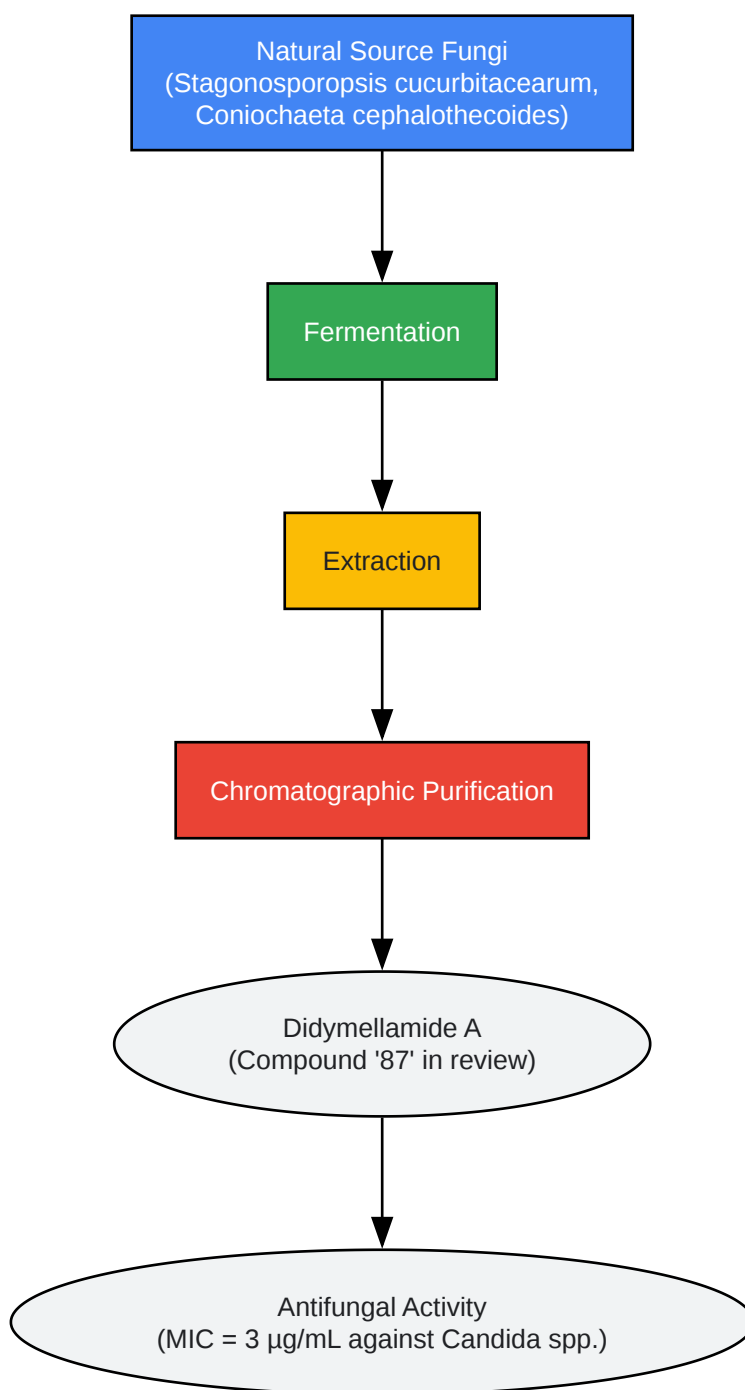 Natural Source Fungi
(Stagonosporopsis cucurbitacearum,
Coniochaeta cephalothecoides)
Fermentation
Extraction
Chromatographic Purification
Didymellamide A
(Compound '87' in review)
Antifungal Activity
(MIC = 3 µg/mL against Candida spp.)